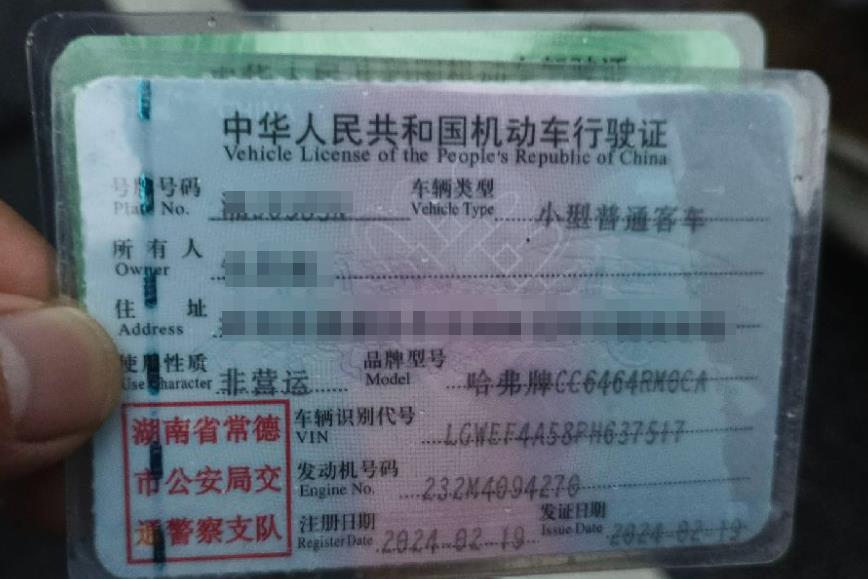 中华人民共和国机动车行驶证
Vehicle License of the People's Republic of China
号牌号码
Plate No.
车辆类型 小型普通客车
Vehicle Type
所有人
Owner
住址
Address
使用性质 非营运
Use Character
品牌型号 哈弗牌CC6464RM0CA
Model
湖南省常德
市公安局交
通警察支队
车辆识别代号 LGWEF4A58PH637517
VIN
发动机号码 232M4094270
Engine No.
注册日期 2024-02-19
Register Date
发证日期 2024-02-19
Issue Date